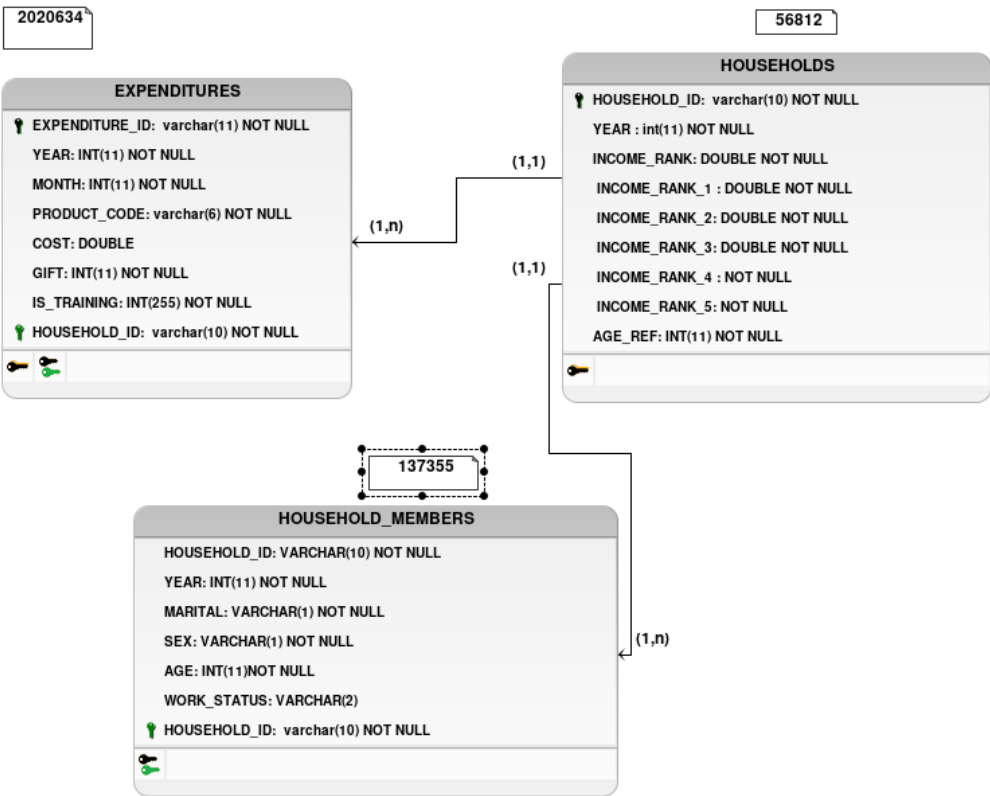 2020634
56812
EXPENDITURES
EXPENDITURE_ID: varchar(11) NOT NULL
YEAR: INT(11) NOT NULL
MONTH: INT(11) NOT NULL
PRODUCT_CODE: varchar(6) NOT NULL
COST: DOUBLE
GIFT: INT(11) NOT NULL
IS_TRAINING: INT(255) NOT NULL
HOUSEHOLD_ID: varchar(10) NOT NULL
HOUSEHOLDS
HOUSEHOLD_ID: varchar(10) NOT NULL
YEAR : int(11) NOT NULL
INCOME_RANK: DOUBLE NOT NULL
INCOME_RANK_1 : DOUBLE NOT NULL
INCOME_RANK_2: DOUBLE NOT NULL
INCOME_RANK_3: DOUBLE NOT NULL
INCOME_RANK_4 : NOT NULL
INCOME_RANK_5: NOT NULL
AGE_REF: INT(11) NOT NULL
(1,1)
(1,n)
(1,1)
137355
HOUSEHOLD_MEMBERS
HOUSEHOLD_ID: VARCHAR(10) NOT NULL
YEAR: INT(11) NOT NULL
MARITAL: VARCHAR(1) NOT NULL
SEX: VARCHAR(1) NOT NULL
AGE: INT(11)NOT NULL
WORK_STATUS: VARCHAR(2)
HOUSEHOLD_ID: varchar(10) NOT NULL
(1,n)